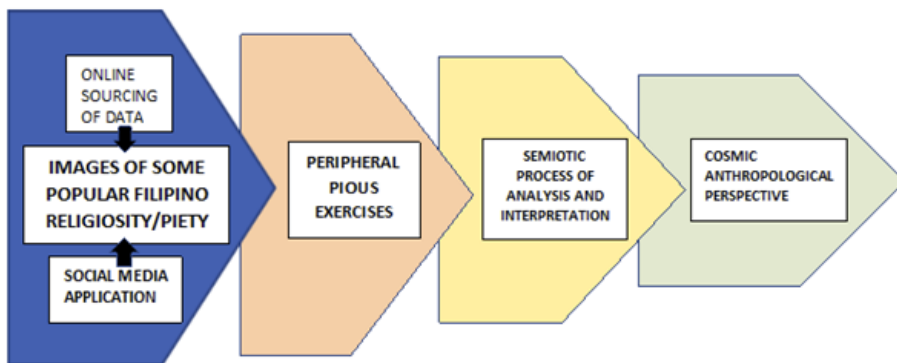 ONLINE
SOURCING
OF DATA
IMAGES OF SOME
POPULAR FILIPINO
RELIGIOSITY/PIETY
SOCIAL MEDIA
APPLICATION
PERIPHERAL
PIOUS
EXERCISES
SEMIOTIC
PROCESS OF
ANALYSIS AND
INTERPRETATION
COSMIC
ANTHROPOLOGICAL
PERSPECTIVE